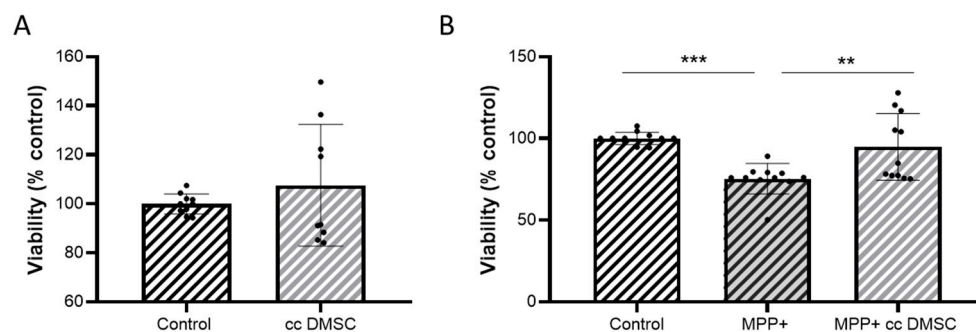 A
Viability (% control)
160
140
120
100
80
60
Control
cc DMSC
B
Viability (% control)
150
100
50
0
***
**
Control
MPP+
MPP+ cc DMSC